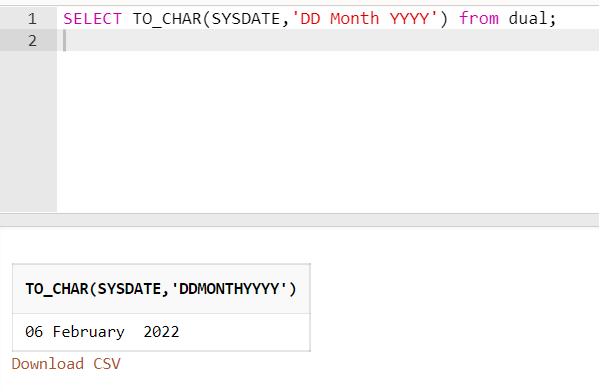 1 SELECT TO_CHAR(SYSDATE,'DD Month YYYY') from dual;
2
TO_CHAR(SYSDATE,'DDMONTHYYYY')
06 February  2022
Download CSV